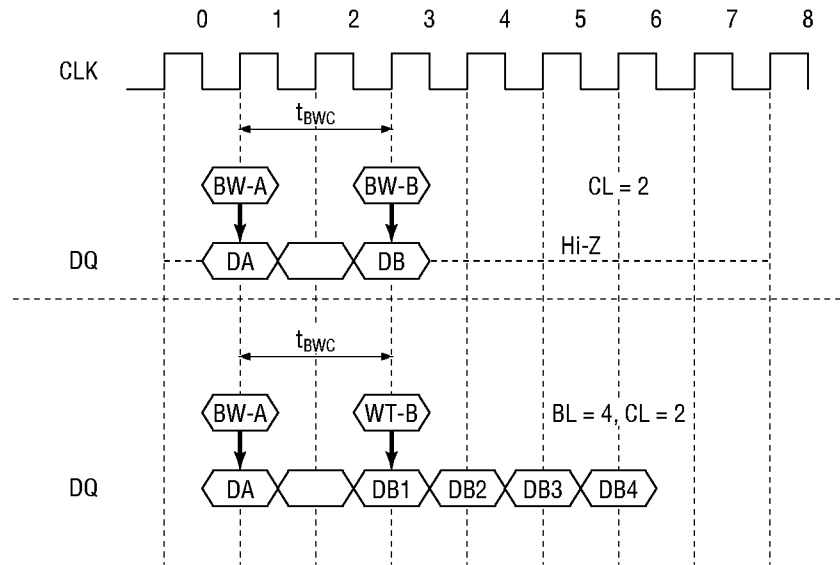 0 1 2 3 4 5 6 7 8
CLK
tBWC
BW-A BW-B CL = 2
DQ DA DB Hi-Z
tBWC
BW-A WT-B BL = 4, CL = 2
DQ DA DB1 DB2 DB3 DB4